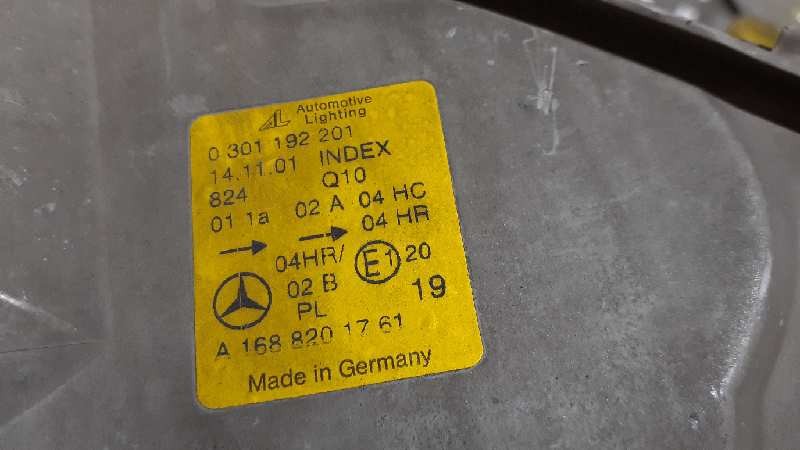 AL Automotive
Lighting
0 301 192 201
14.11.01 INDEX
824 Q10
01 1a 02 A 04 HC
04 HR
04HR/ E1 20
02 B 19
PL
A 168 820 17 61
Made in Germany